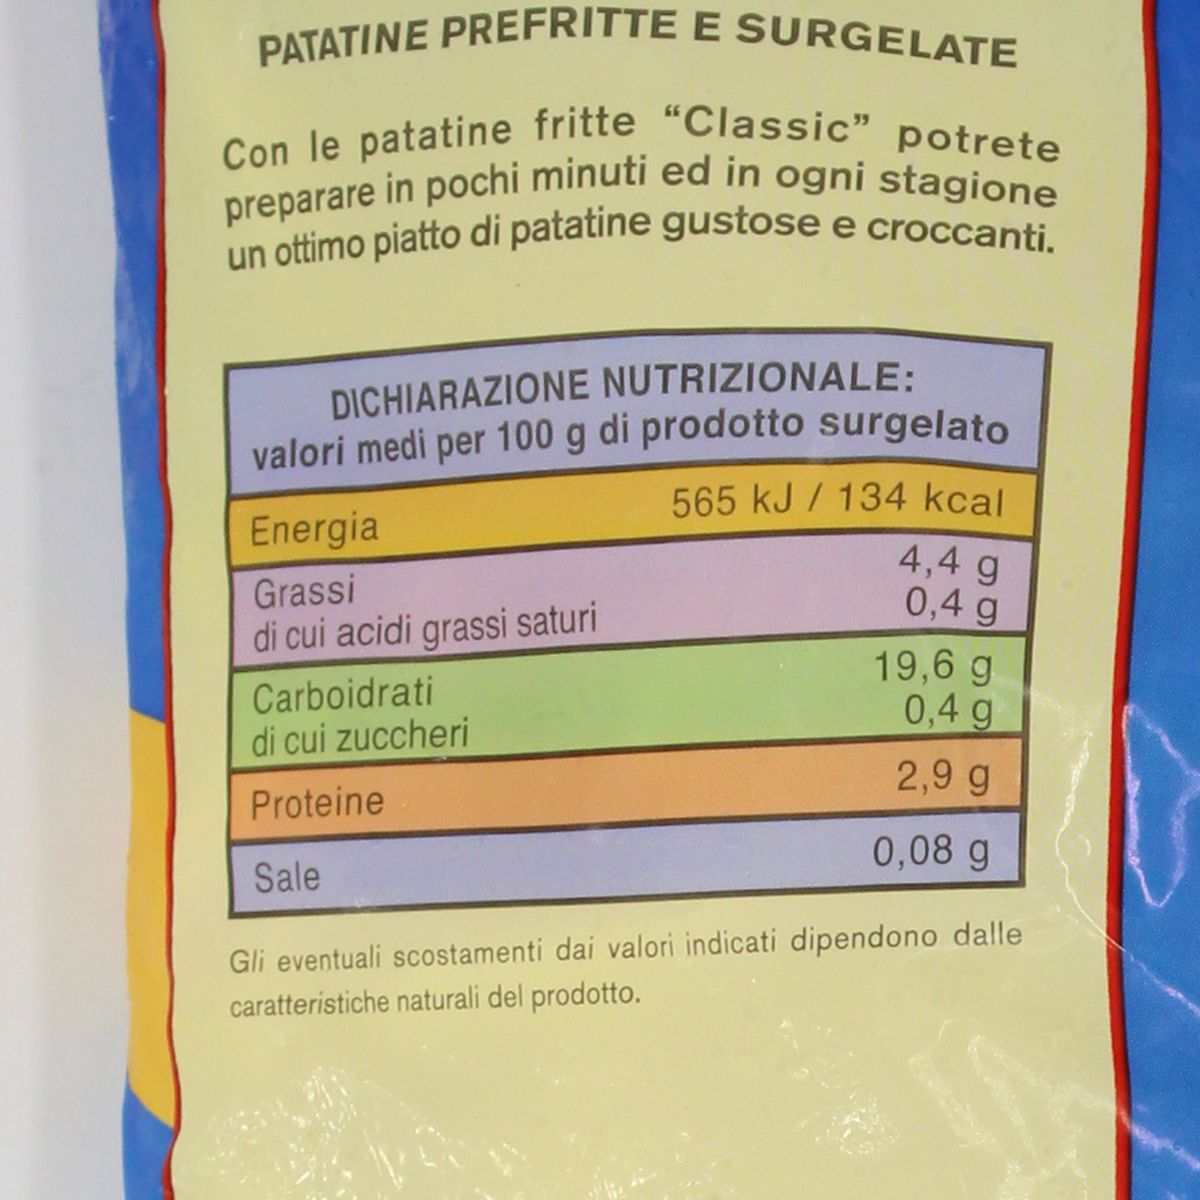 PATATINE PREFRITTE E SURGELATE
Con le patatine fritte “Classic” potrete
preparare in pochi minuti ed in ogni stagione
un ottimo piatto di patatine gustose e croccanti.
DICHIARAZIONE NUTRIZIONALE:
valori medi per 100 g di prodotto surgelato
Energia 565 kJ / 134 kcal
Grassi 4,4 g
di cui acidi grassi saturi 0,4 g
Carboidrati 19,6 g
di cui zuccheri 0,4 g
Proteine 2,9 g
Sale 0,08 g
Gli eventuali scostamenti dai valori indicati dipendono dalle
caratteristiche naturali del prodotto.